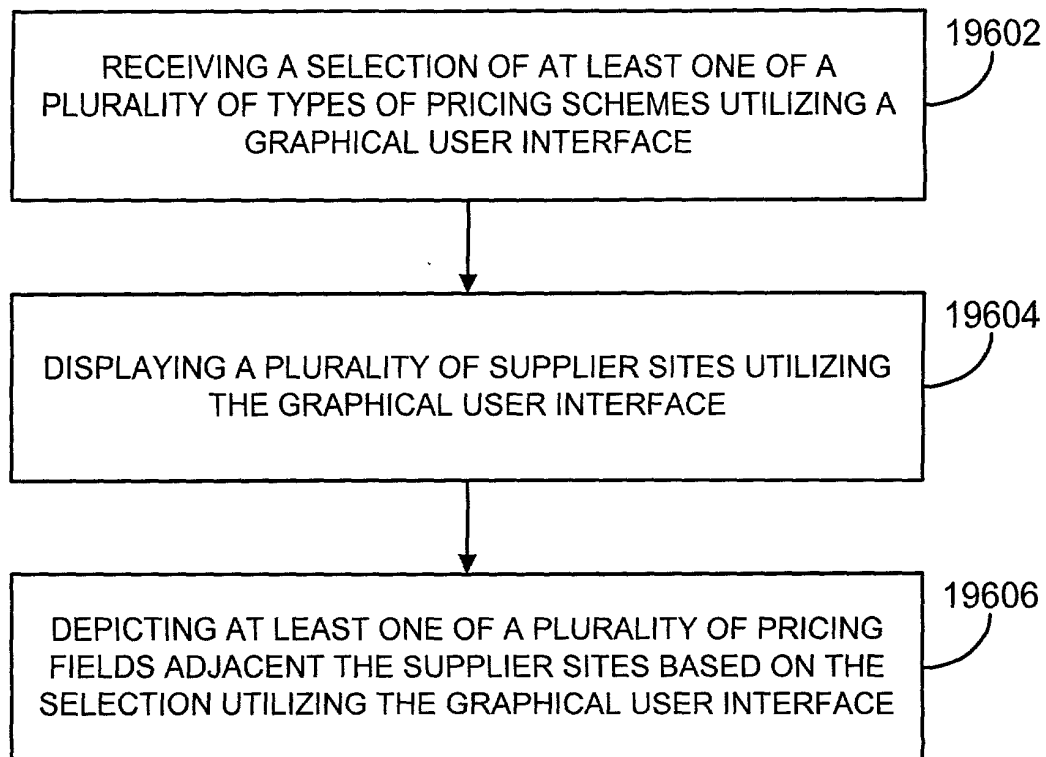 19602
RECEIVING A SELECTION OF AT LEAST ONE OF A
PLURALITY OF TYPES OF PRICING SCHEMES UTILIZING A
GRAPHICAL USER INTERFACE
19604
DISPLAYING A PLURALITY OF SUPPLIER SITES UTILIZING
THE GRAPHICAL USER INTERFACE
19606
DEPICTING AT LEAST ONE OF A PLURALITY OF PRICING
FIELDS ADJACENT THE SUPPLIER SITES BASED ON THE
SELECTION UTILIZING THE GRAPHICAL USER INTERFACE